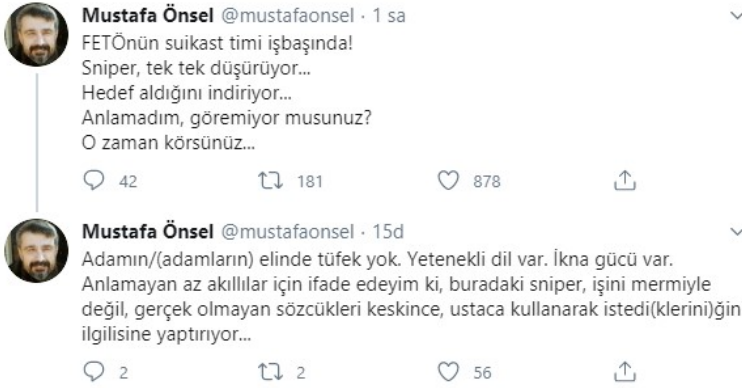 Mustafa Önsel @mustafaonsel · 1 sa
FETÖnün suikast timi işbaşında!
Sniper, tek tek düşürüyor...
Hedef aldığını indiriyor...
Anlamadım, göremiyor musunuz?
O zaman körsünüz...
42 181 878
Mustafa Önsel @mustafaonsel · 15d
Adamın/(adamların) elinde tüfek yok. Yetenekli dil var. İkna gücü var.
Anlamayan az akıllılar için ifade edeyim ki, buradaki sniper, işini mermiyle
değil, gerçek olmayan sözcükleri keskince, ustaca kullanarak istedi(klerini)ğin
ilgilisine yaptırıyor...
2 2 56